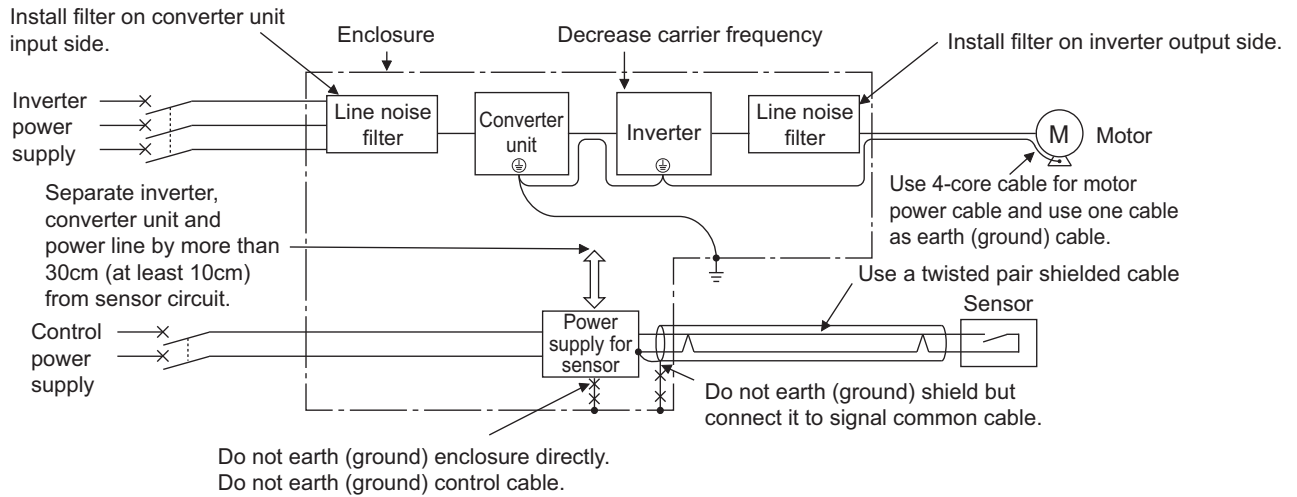 Install filter on converter unit
input side.
Enclosure
Decrease carrier frequency
Install filter on inverter output side.
Inverter
power
supply
Line noise
filter
Converter
unit
Inverter
Line noise
filter
M
Motor
Use 4-core cable for motor
power cable and use one cable
as earth (ground) cable.
Separate inverter,
converter unit and
power line by more than
30cm (at least 10cm)
from sensor circuit.
Use a twisted pair shielded cable
Sensor
Control
power
supply
Power
supply for
sensor
Do not earth (ground) shield but
connect it to signal common cable.
Do not earth (ground) enclosure directly.
Do not earth (ground) control cable.